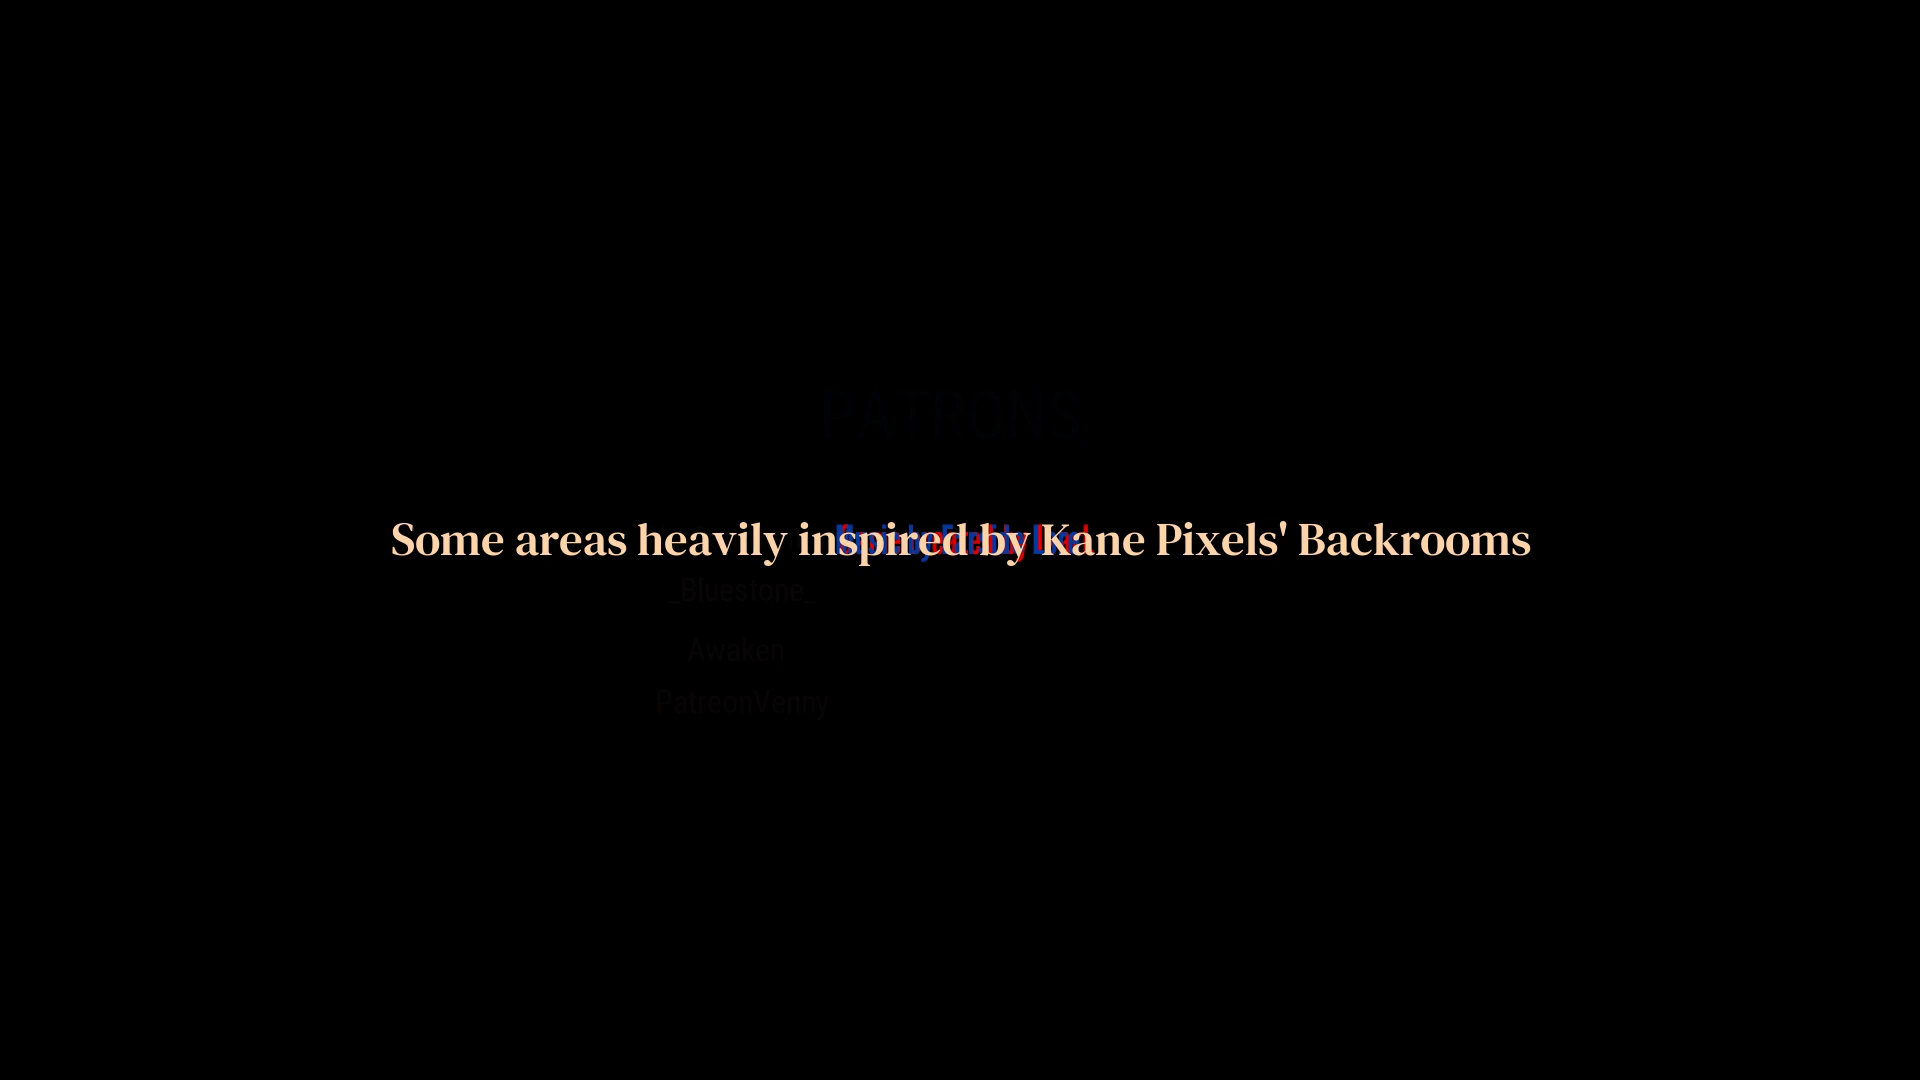 PATRONS
Some areas heavily inspired by Kane Pixels' Backrooms
_Bluestone_
Awaken
PatreonVenny